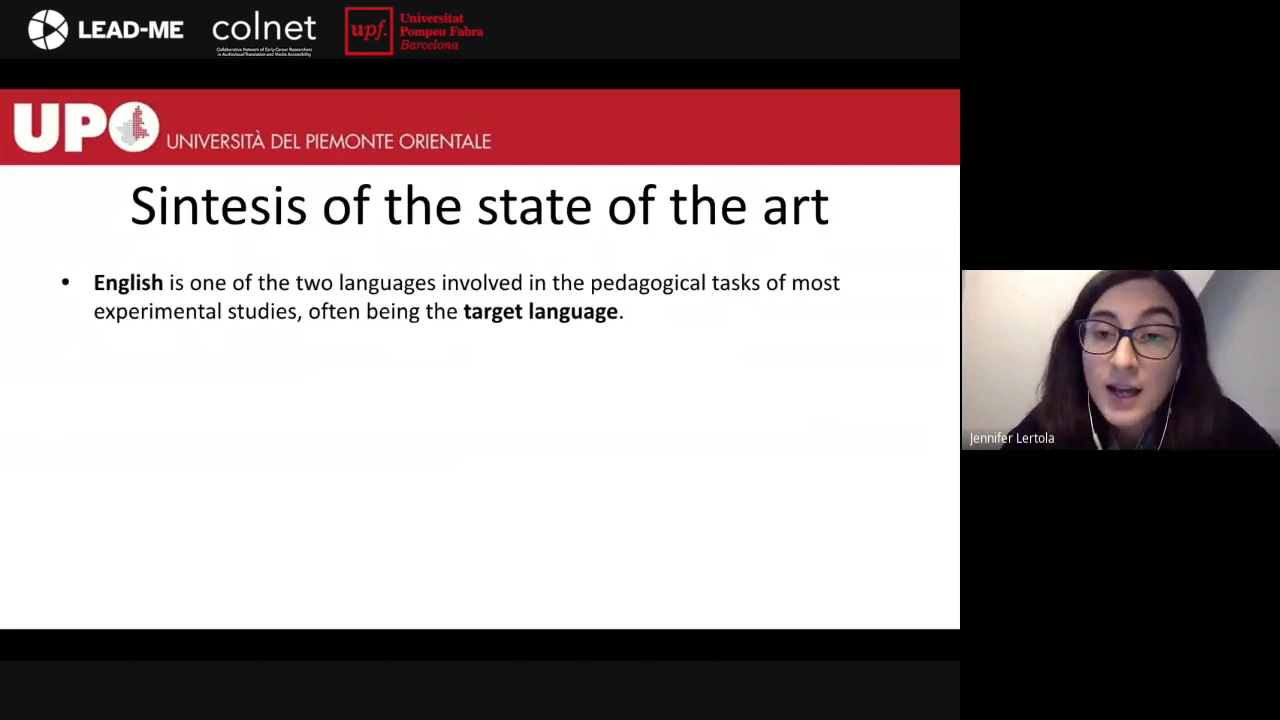 LEAD-ME
colnet
Collaborative Network of Early Career Researchers
in Audiovisual Translation and Media Accessibility
upf.
Universitat
Pompeu Fabra
Barcelona
UPO UNIVERSITÀ DEL PIEMONTE ORIENTALE
Sintesis of the state of the art
• English is one of the two languages involved in the pedagogical tasks of most
experimental studies, often being the target language.
Jennifer Lertola